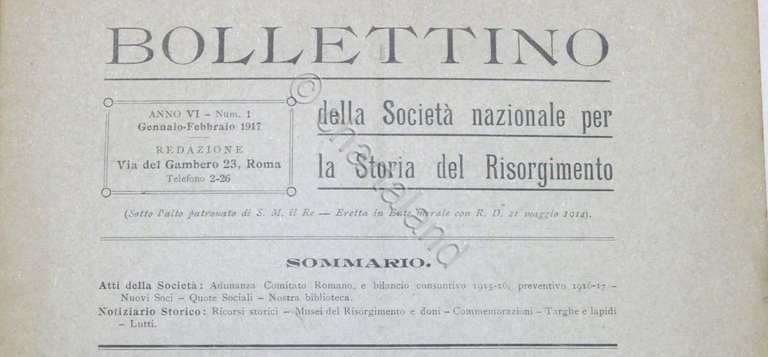 BOLLETTINO
ANNO VI – Num. 1
Gennaio-Febbraio 1917
REDAZIONE
Via del Gambero 23, Roma
Telefono 2-26
della Società nazionale per
la Storia del Risorgimento
(Sotto l'alto patronato di S. M. il Re — Eretta in Ente morale con R. D. 21 maggio 1914).
SOMMARIO.
Atti della Società: Adunanza Comitato Romano, e bilancio consuntivo 1915-16, preventivo 1916-17 –
Nuovi Soci – Quote Sociali – Nostra biblioteca.
Notiziario Storico: Ricorsi storici – Musei del Risorgimento e doni – Commemorazioni – Targhe e lapidi
– Lutti.